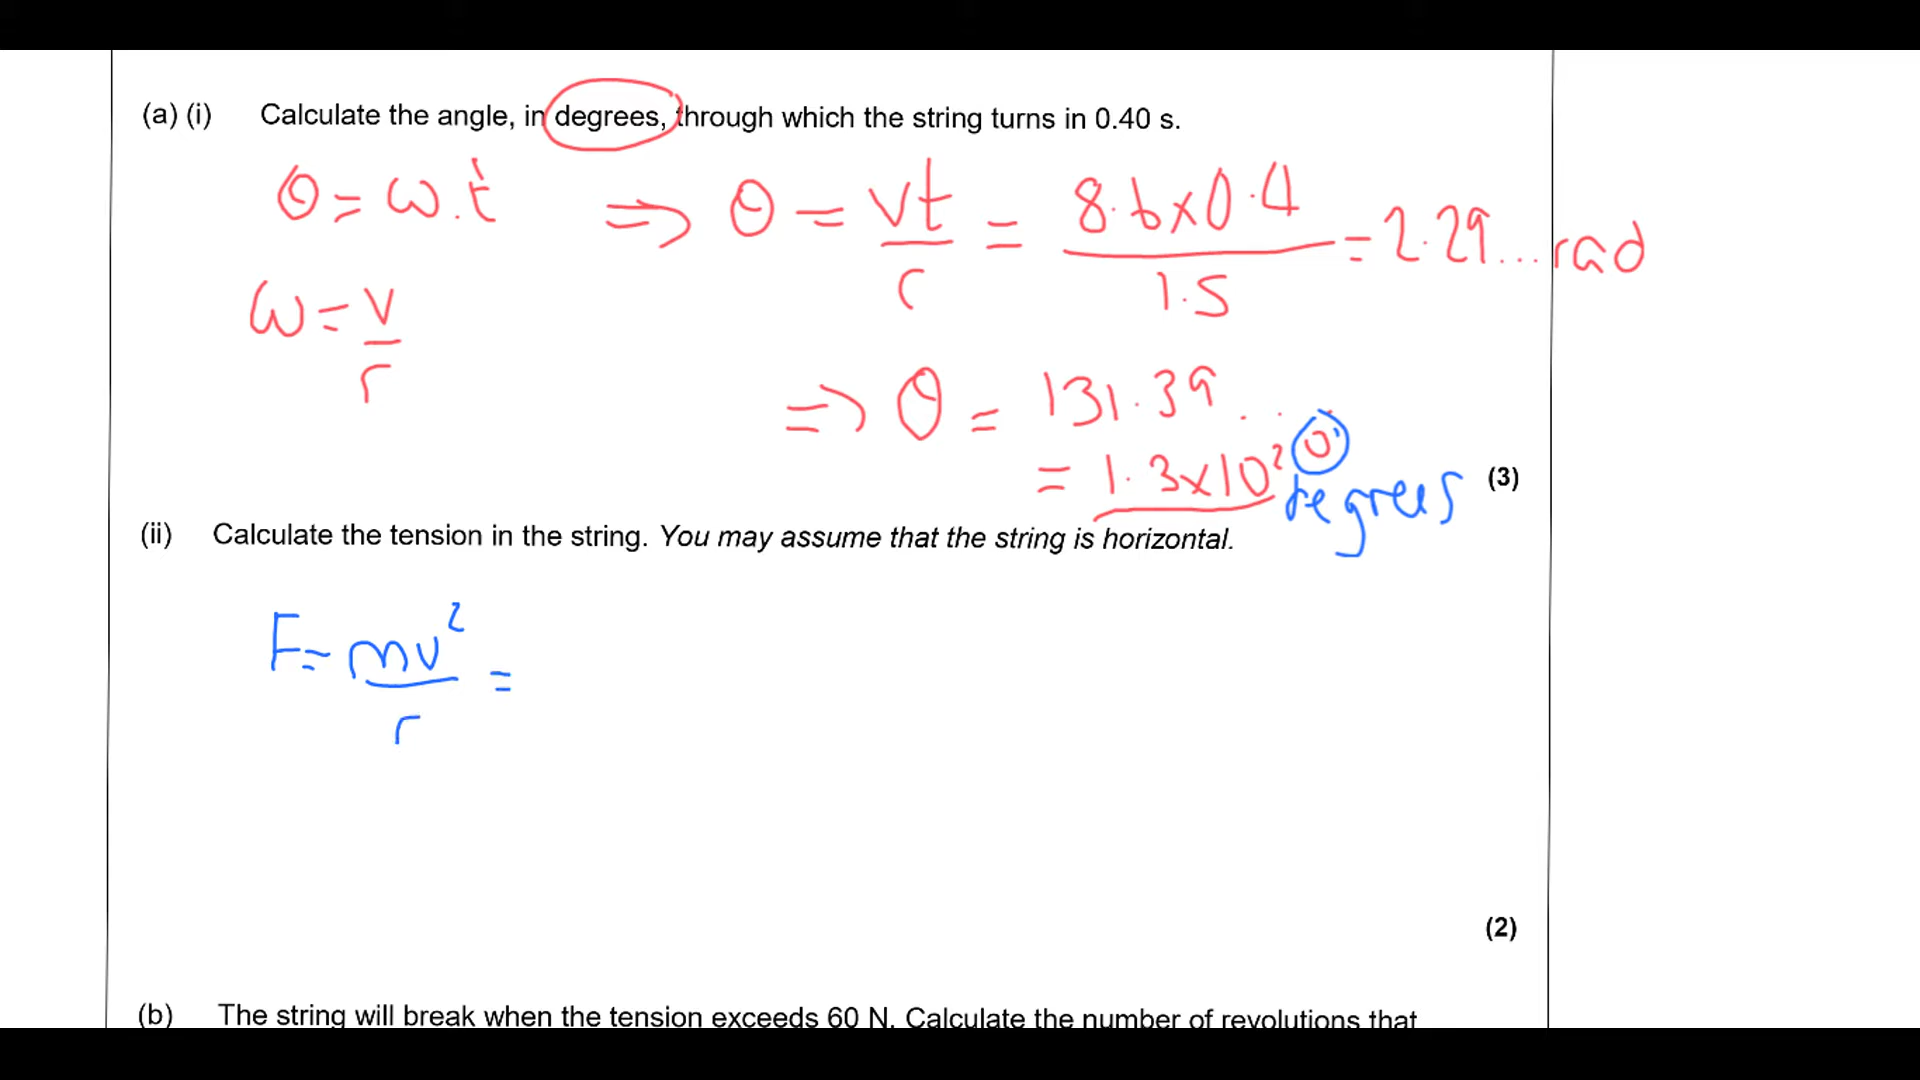 (a) (i) Calculate the angle, in degrees, through which the string turns in 0.40 s.
θ = ω.t ⇒ θ = vt/r = 8.6×0.4/1.5 = 2.29... rad
ω = v/r
⇒ θ = 131.39...
= 1.3×10² ° degrees
(3)
(ii) Calculate the tension in the string. You may assume that the string is horizontal.
F = mv²/r =
(2)
(b) The string will break when the tension exceeds 60 N. Calculate the number of revolutions that